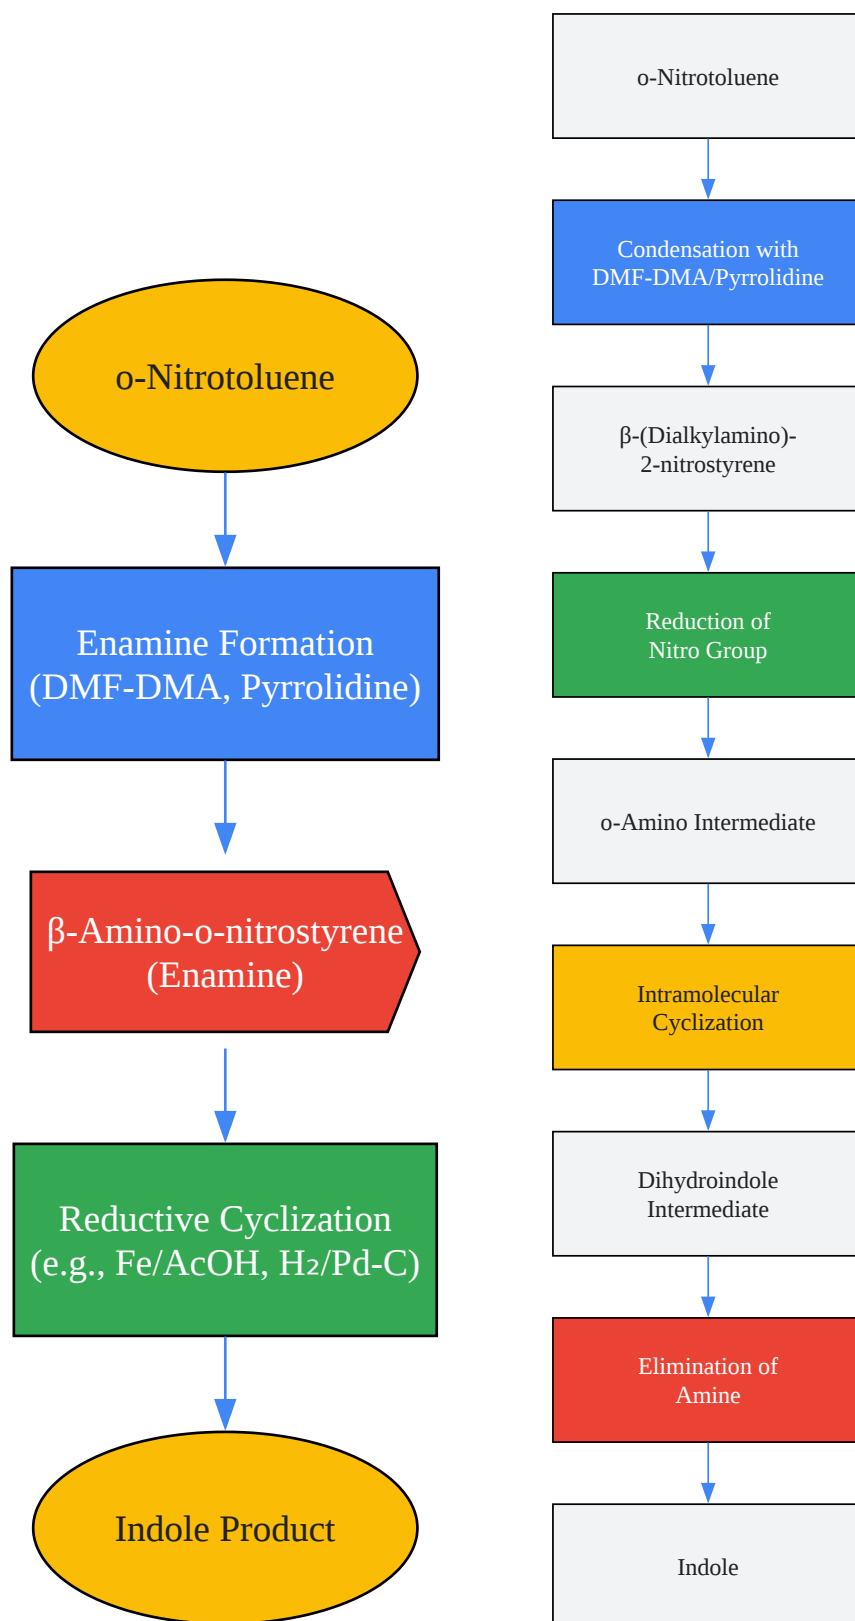 o-Nitrotoluene
Enamine Formation
(DMF-DMA, Pyrrolidine)
β-Amino-o-nitrostyrene
(Enamine)
Reductive Cyclization
(e.g., Fe/AcOH, H₂/Pd-C)
Indole Product
o-Nitrotoluene
Condensation with
DMF-DMA/Pyrrolidine
β-(Dialkylamino)-
2-nitrostyrene
Reduction of
Nitro Group
o-Amino Intermediate
Intramolecular
Cyclization
Dihydroindole
Intermediate
Elimination of
Amine
Indole